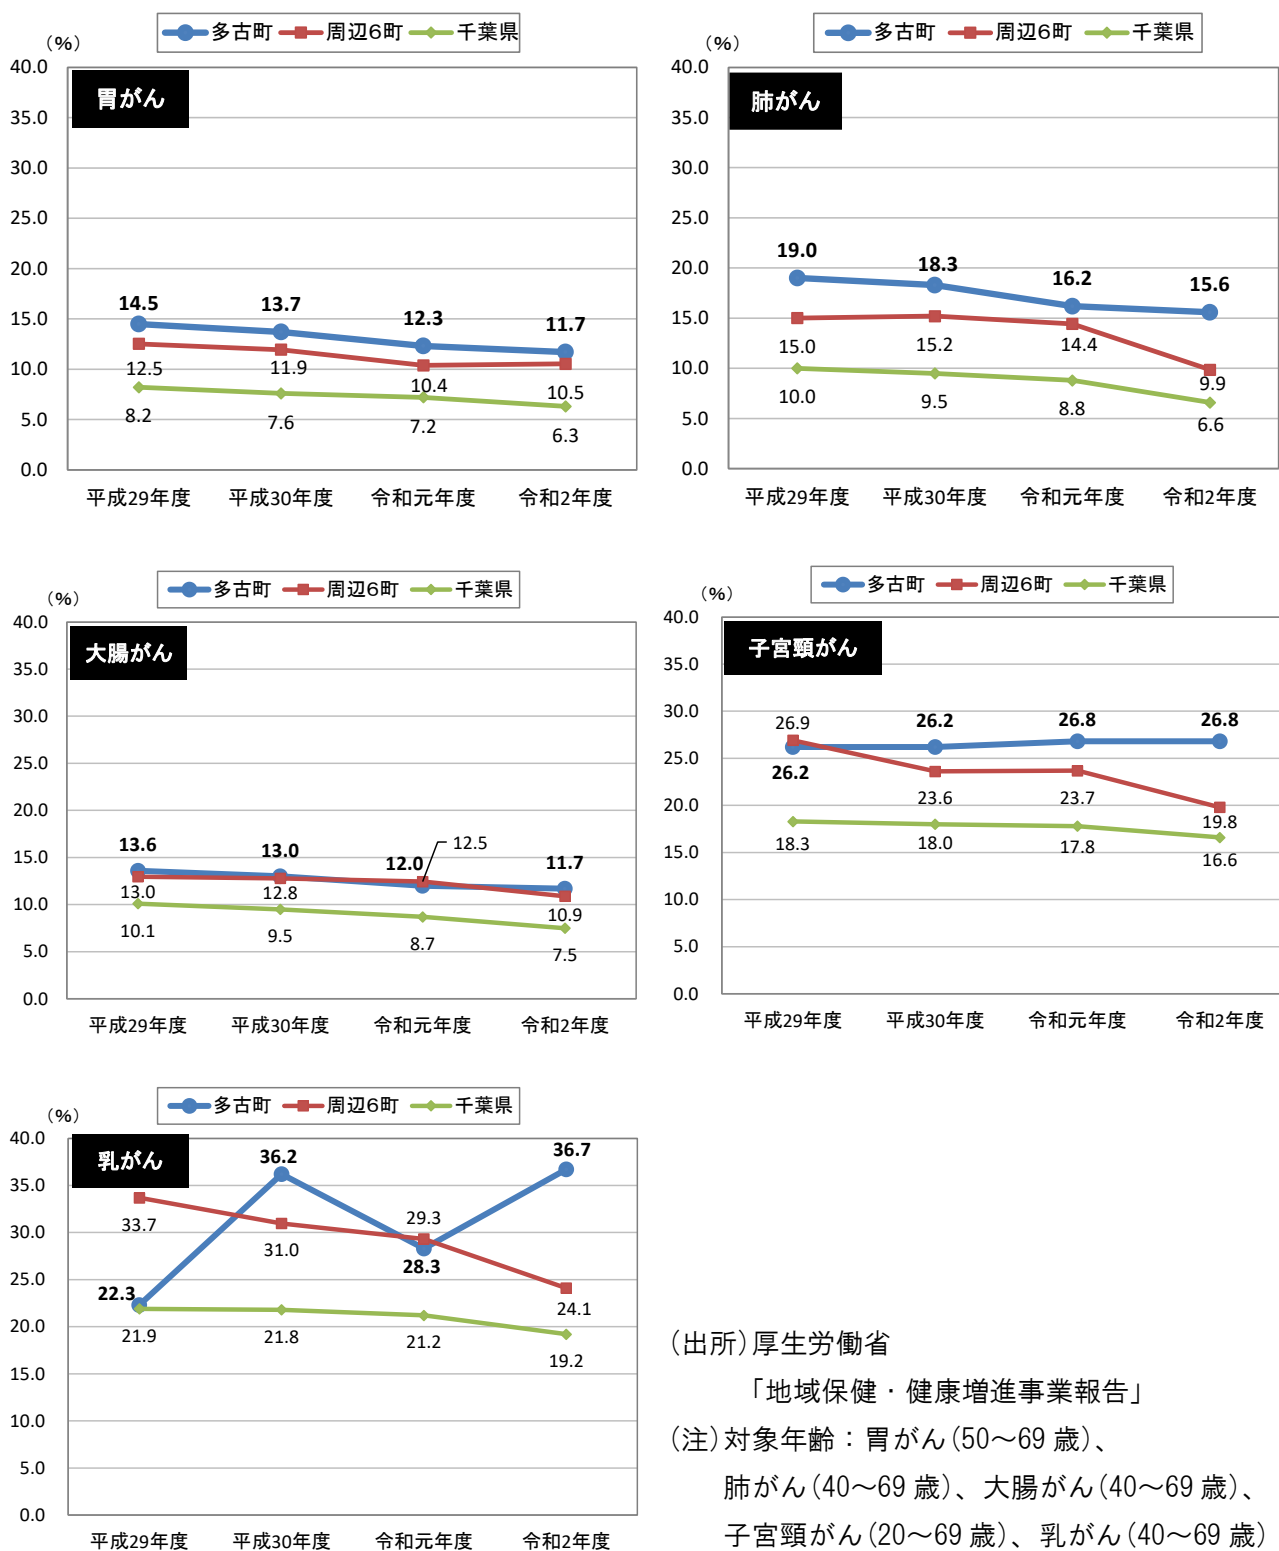 多古町 周辺6町 千葉県
(%)
胃がん
40.0
35.0
30.0
25.0
20.0
15.0
10.0
5.0
0.0
14.5 13.7 12.3 11.7
12.5 11.9 10.4 10.5
8.2 7.6 7.2 6.3
平成29年度 平成30年度 令和元年度 令和2年度
多古町 周辺6町 千葉県
(%)
肺がん
40.0
35.0
30.0
25.0
20.0
15.0
10.0
5.0
0.0
19.0 18.3 16.2 15.6
15.0 15.2 14.4 9.9
10.0 9.5 8.8 6.6
平成29年度 平成30年度 令和元年度 令和2年度
多古町 周辺6町 千葉県
(%)
大腸がん
40.0
35.0
30.0
25.0
20.0
15.0
10.0
5.0
0.0
13.6 13.0 12.0 11.7
13.0 12.8 12.5 10.9
10.1 9.5 8.7 7.5
平成29年度 平成30年度 令和元年度 令和2年度
多古町 周辺6町 千葉県
(%)
子宮頸がん
40.0
35.0
30.0
25.0
20.0
15.0
10.0
5.0
0.0
26.2 26.2 26.8 26.8
26.9 23.6 23.7 19.8
18.3 18.0 17.8 16.6
平成29年度 平成30年度 令和元年度 令和2年度
多古町 周辺6町 千葉県
(%)
乳がん
40.0
35.0
30.0
25.0
20.0
15.0
10.0
5.0
0.0
22.3 36.2 28.3 36.7
33.7 31.0 29.3 24.1
21.9 21.8 21.2 19.2
平成29年度 平成30年度 令和元年度 令和2年度
(出所)厚生労働省
「地域保健・健康増進事業報告」
(注)対象年齢：胃がん(50～69 歳)、
肺がん(40～69 歳)、大腸がん(40～69 歳)、
子宮頸がん(20～69 歳)、乳がん(40～69 歳)